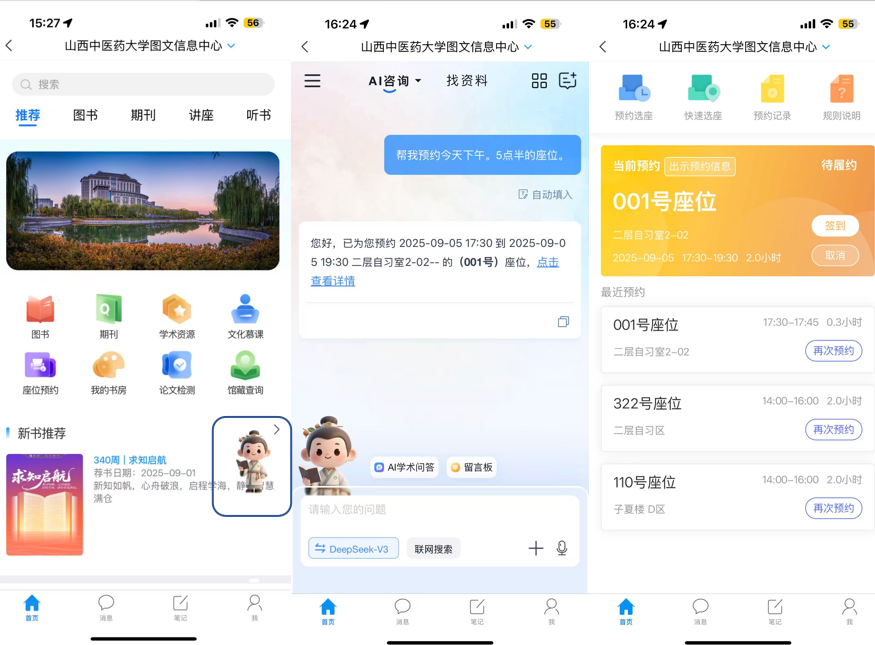 15:27
56
山西中医药大学图文信息中心
搜索
推荐 图书 期刊 讲座 听书
图书 期刊 学术资源 文化慕课
座位预约 我的书房 论文检测 馆藏查询
新书推荐
求知启航
340周 | 求知启航
荐书日期：2025-09-01
新知如帆，心舟破浪，启程学海，静 慧
满仓
首页 消息 笔记 我
16:24
55
山西中医药大学图文信息中心
AI咨询 找资料
帮我预约今天下午。5点半的座位。
自动填入
您好，已为您预约 2025-09-05 17:30 到 2025-09-0
5 19:30 二层自习室2-02-- 的（001号）座位，点击
查看详情
AI学术问答 留言板
请输入您的问题
DeepSeek-V3 联网搜索
首页 消息 笔记 我
16:24
55
山西中医药大学图文信息中心
预约选座 快速选座 预约记录 规则说明
当前预约 出示预约信息 待履约
001号座位
签到
二层自习室2-02
2025-09-05 17:30-19:30 2.0小时
取消
最近预约
001号座位 17:30-17:45 0.3小时
二层自习室2-02 再次预约
322号座位 14:00-16:00 2.0小时
二层自习区 再次预约
110号座位 14:00-16:00 2.0小时
子夏楼 D区 再次预约
首页 消息 笔记 我